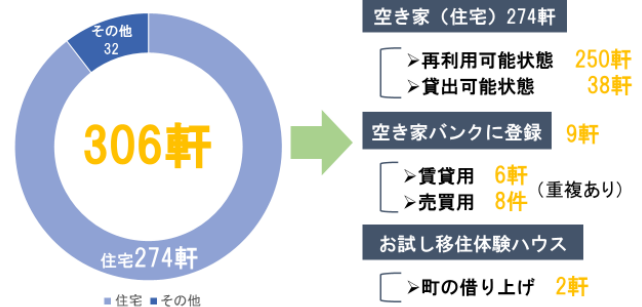 その他
32
306軒
住宅274軒
■ 住宅 ■ その他
空き家（住宅）274軒
➢再利用可能状態 250軒
➢貸出可能状態 38軒
空き家バンクに登録 9軒
➢賃貸用 6軒
➢売買用 8件
（重複あり）
お試し移住体験ハウス
➢町の借り上げ 2軒